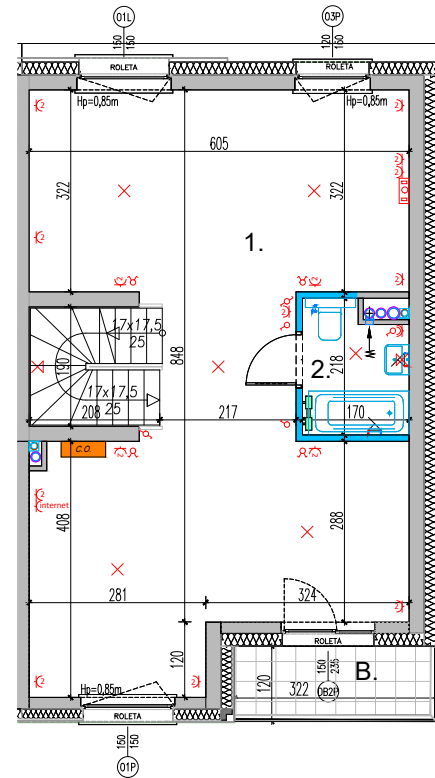 01L
03P
150
150
120
150
ROLETA
ROLETA
Hp=0,85m
Hp=0,85m
605
322
322
1.
17x17,5
25
190
848
2.
218
17x17,5
25
208
217
170
W
C.O.
internet
408
288
281
324
120
ROLETA
150
235
B.
120
322
OB2P
Hp=0,85m
ROLETA
150
150
01P